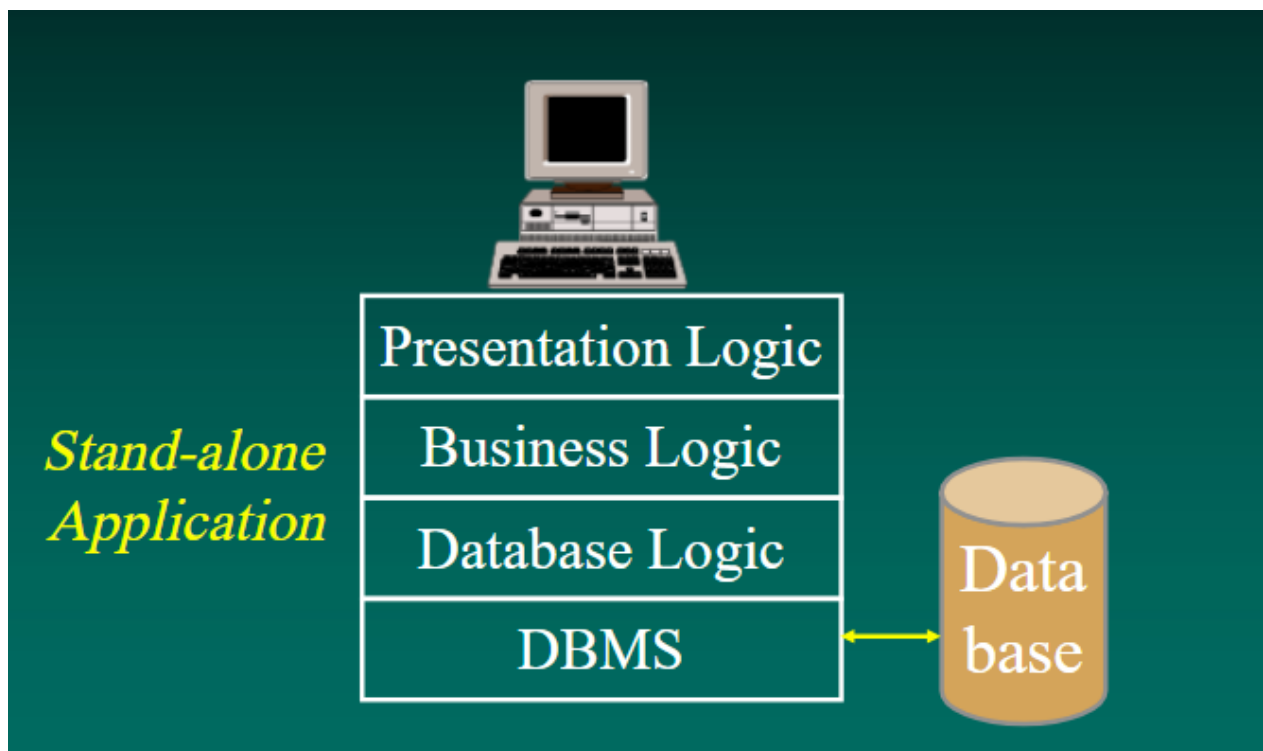 Presentation Logic
Stand-alone
Application
Business Logic
Database Logic
DBMS
Data
base